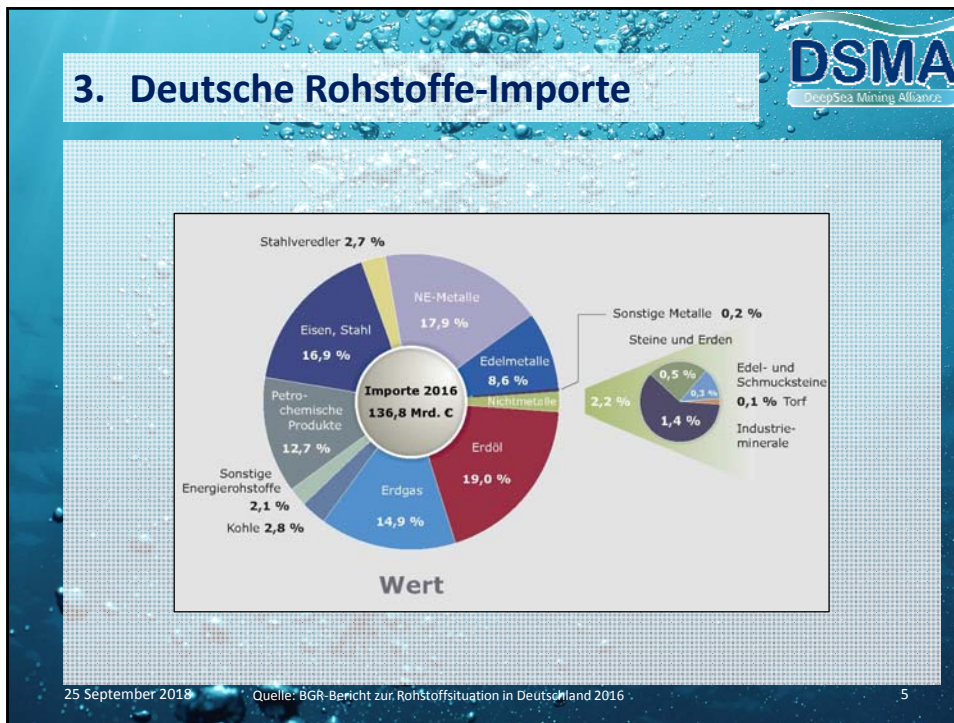 3. Deutsche Rohstoffe-Importe
DSMA
DeepSea Mining Alliance
Stahlveredler 2,7 %
NE-Metalle
17,9 %
Eisen, Stahl
16,9 %
Edelmetalle
8,6 %
Sonstige Metalle 0,2 %
Steine und Erden
0,5 %
Edel- und
Schmucksteine
0,3 %
0,1 % Torf
Industrie-
minerale
1,4 %
2,2 %
Nichtmetalle
Importe 2016
136,8 Mrd. €
Petro-
chemische
Produkte
12,7 %
Erdöl
19,0 %
Sonstige
Energierohstoffe
2,1 %
Kohle 2,8 %
Erdgas
14,9 %
Wert
25 September 2018
Quelle: BGR-Bericht zur Rohstoffsituation in Deutschland 2016
5